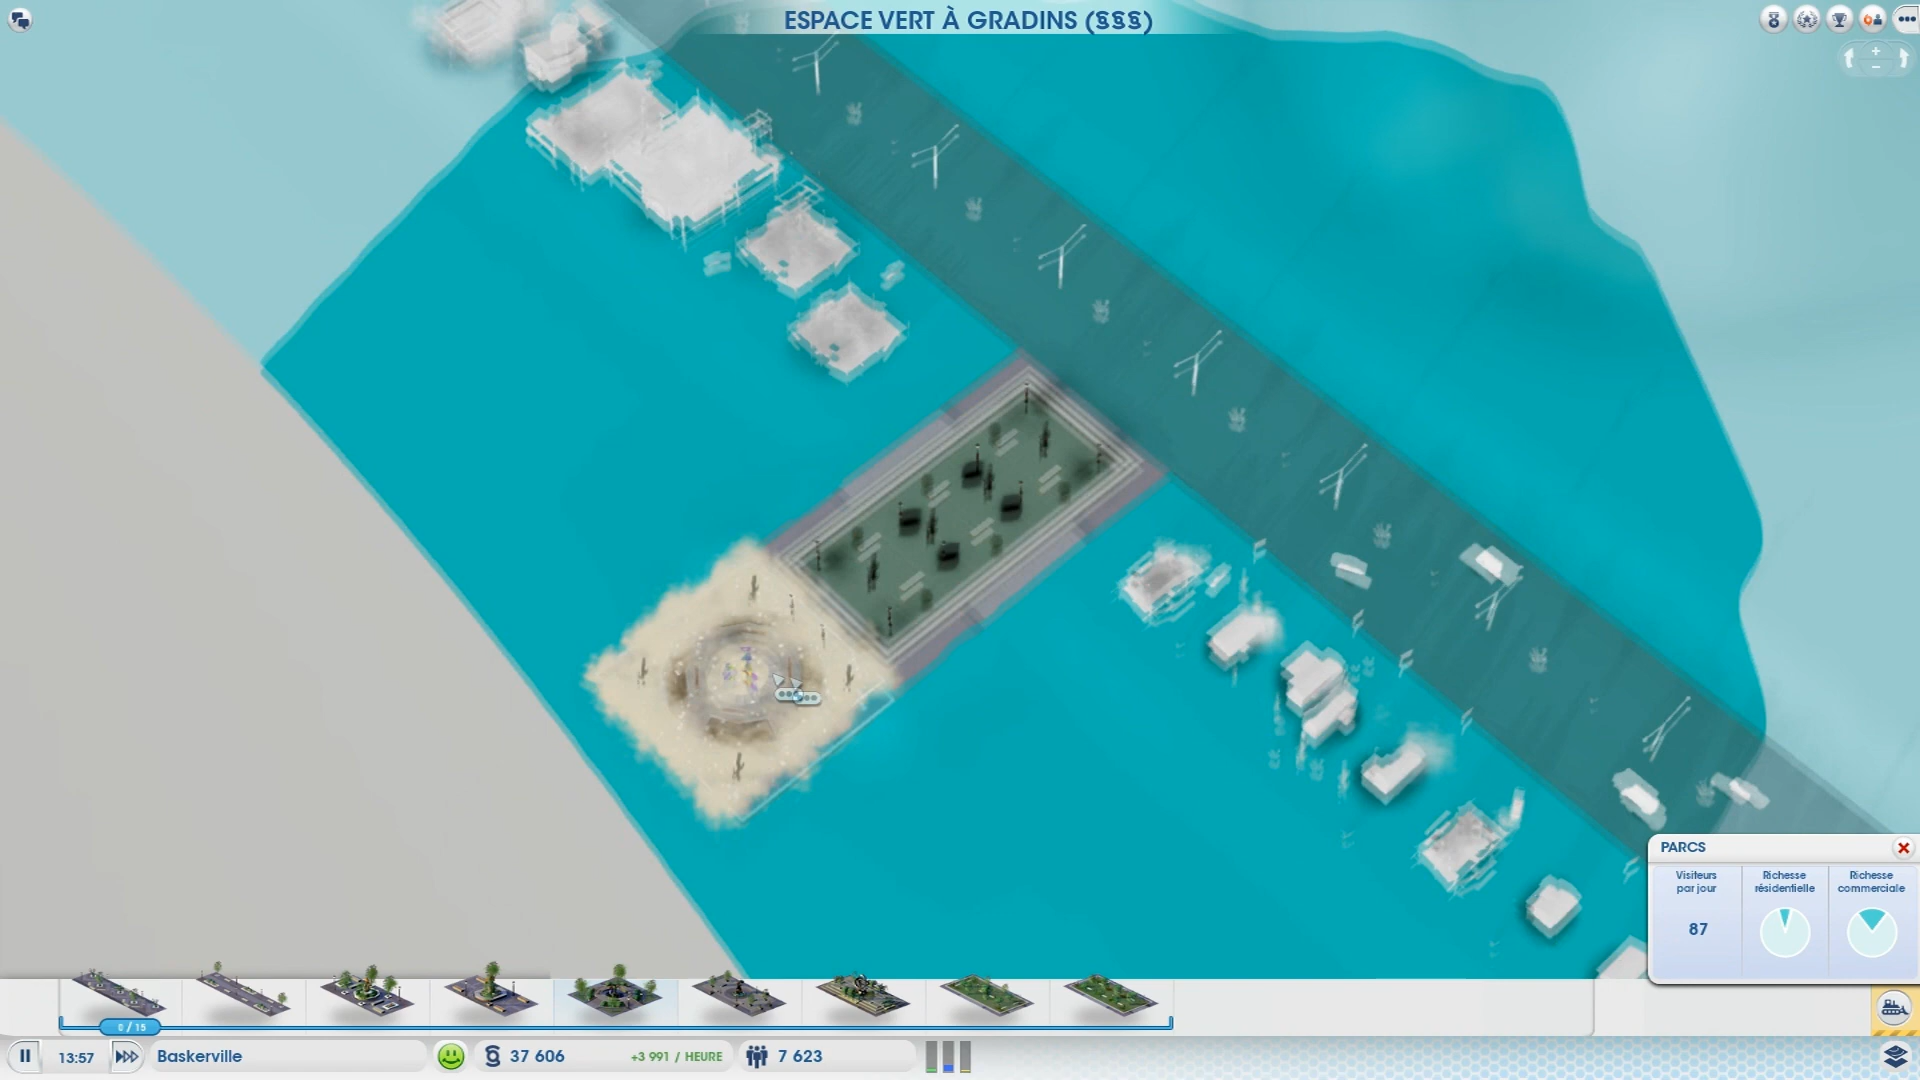 ESPACE VERT À GRADINS (§§§)
PARCS
Visiteurs
par jour
87
Richesse
résidentielle
Richesse
commerciale
0 / 15
13:57
Baskerville
37 606
+3 991 / HEURE
7 623